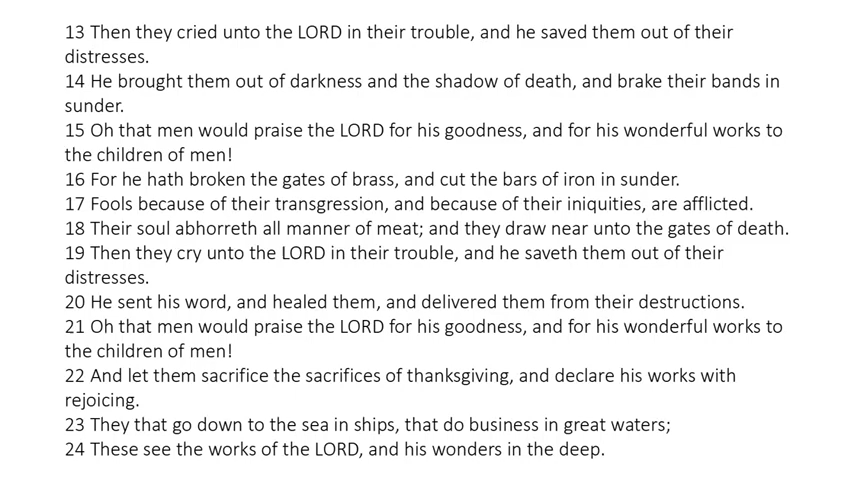 13 Then they cried unto the LORD in their trouble, and he saved them out of their
distresses.
14 He brought them out of darkness and the shadow of death, and brake their bands in
sunder.
15 Oh that men would praise the LORD for his goodness, and for his wonderful works to
the children of men!
16 For he hath broken the gates of brass, and cut the bars of iron in sunder.
17 Fools because of their transgression, and because of their iniquities, are afflicted.
18 Their soul abhorreth all manner of meat; and they draw near unto the gates of death.
19 Then they cry unto the LORD in their trouble, and he saveth them out of their
distresses.
20 He sent his word, and healed them, and delivered them from their destructions.
21 Oh that men would praise the LORD for his goodness, and for his wonderful works to
the children of men!
22 And let them sacrifice the sacrifices of thanksgiving, and declare his works with
rejoicing.
23 They that go down to the sea in ships, that do business in great waters;
24 These see the works of the LORD, and his wonders in the deep.